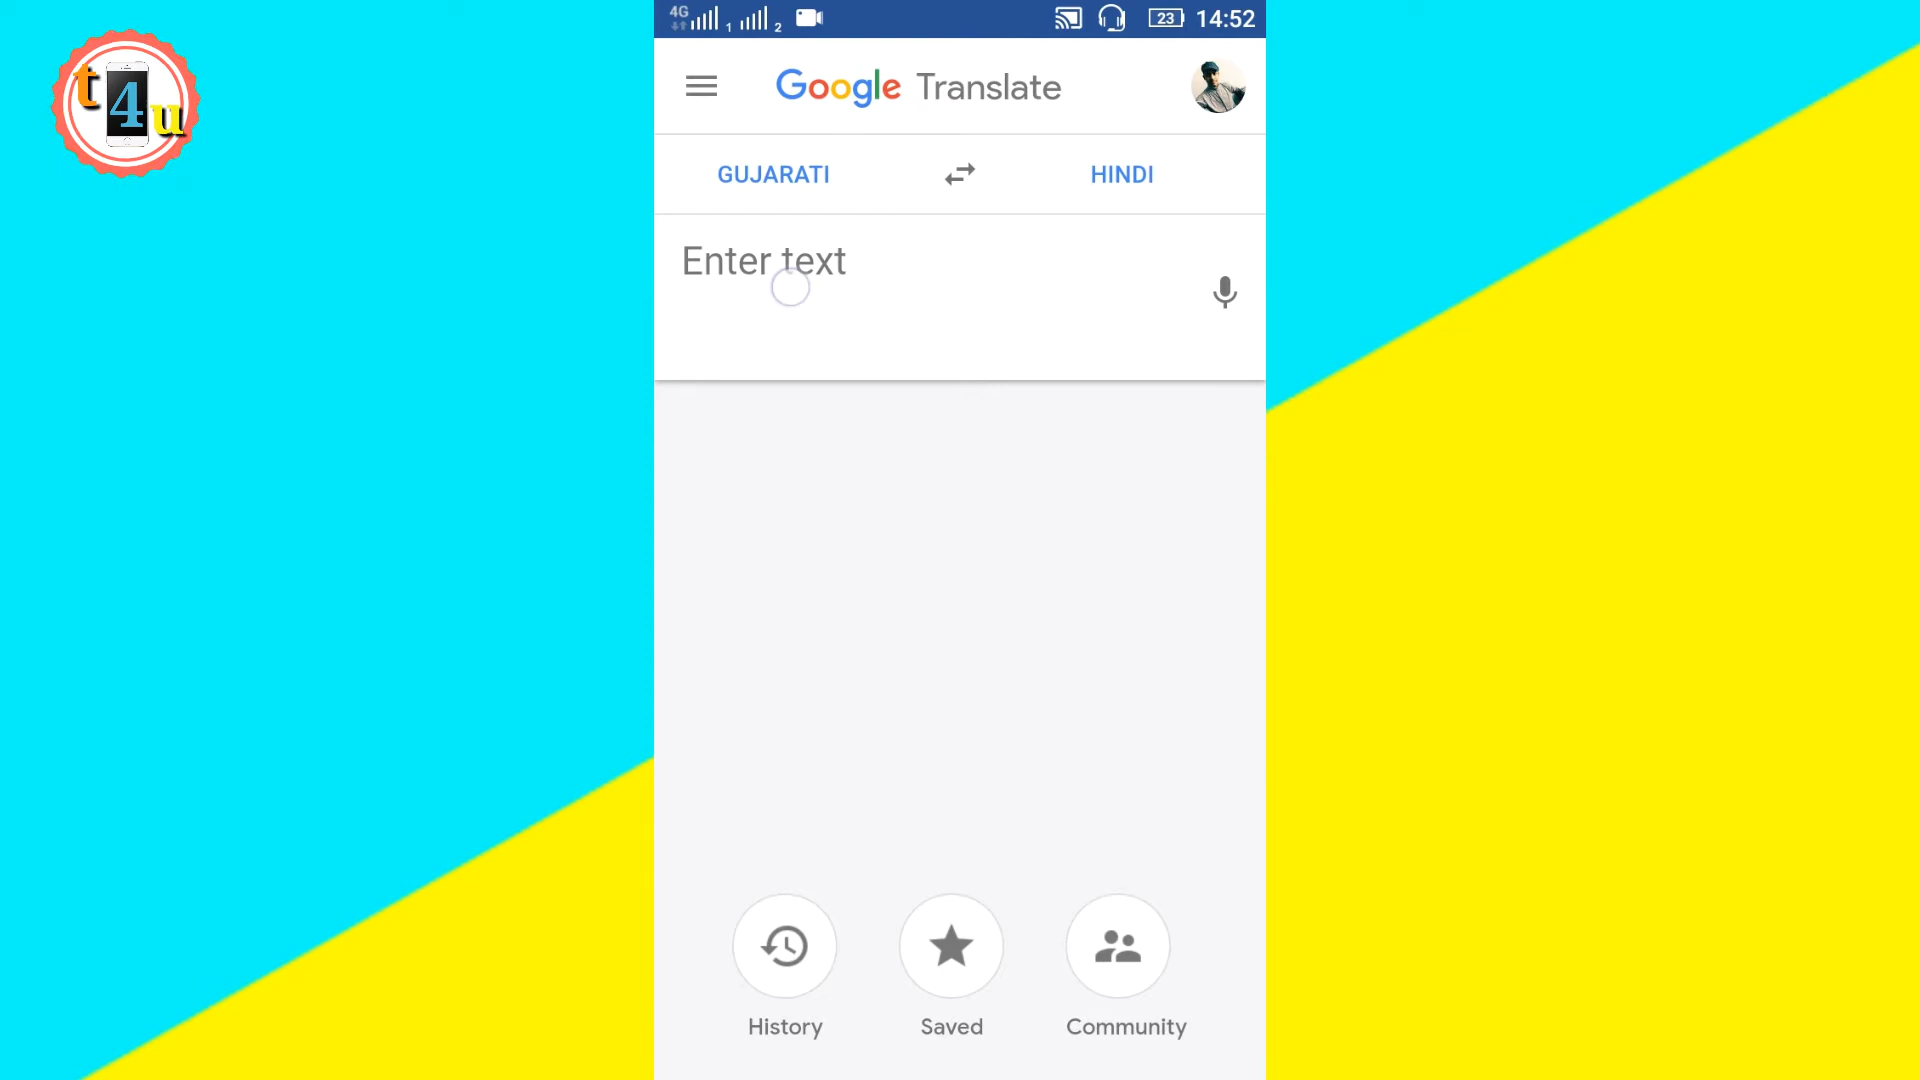 t4u
4G 1 2 23 14:52
Google Translate
GUJARATI HINDI
Enter text
History Saved Community